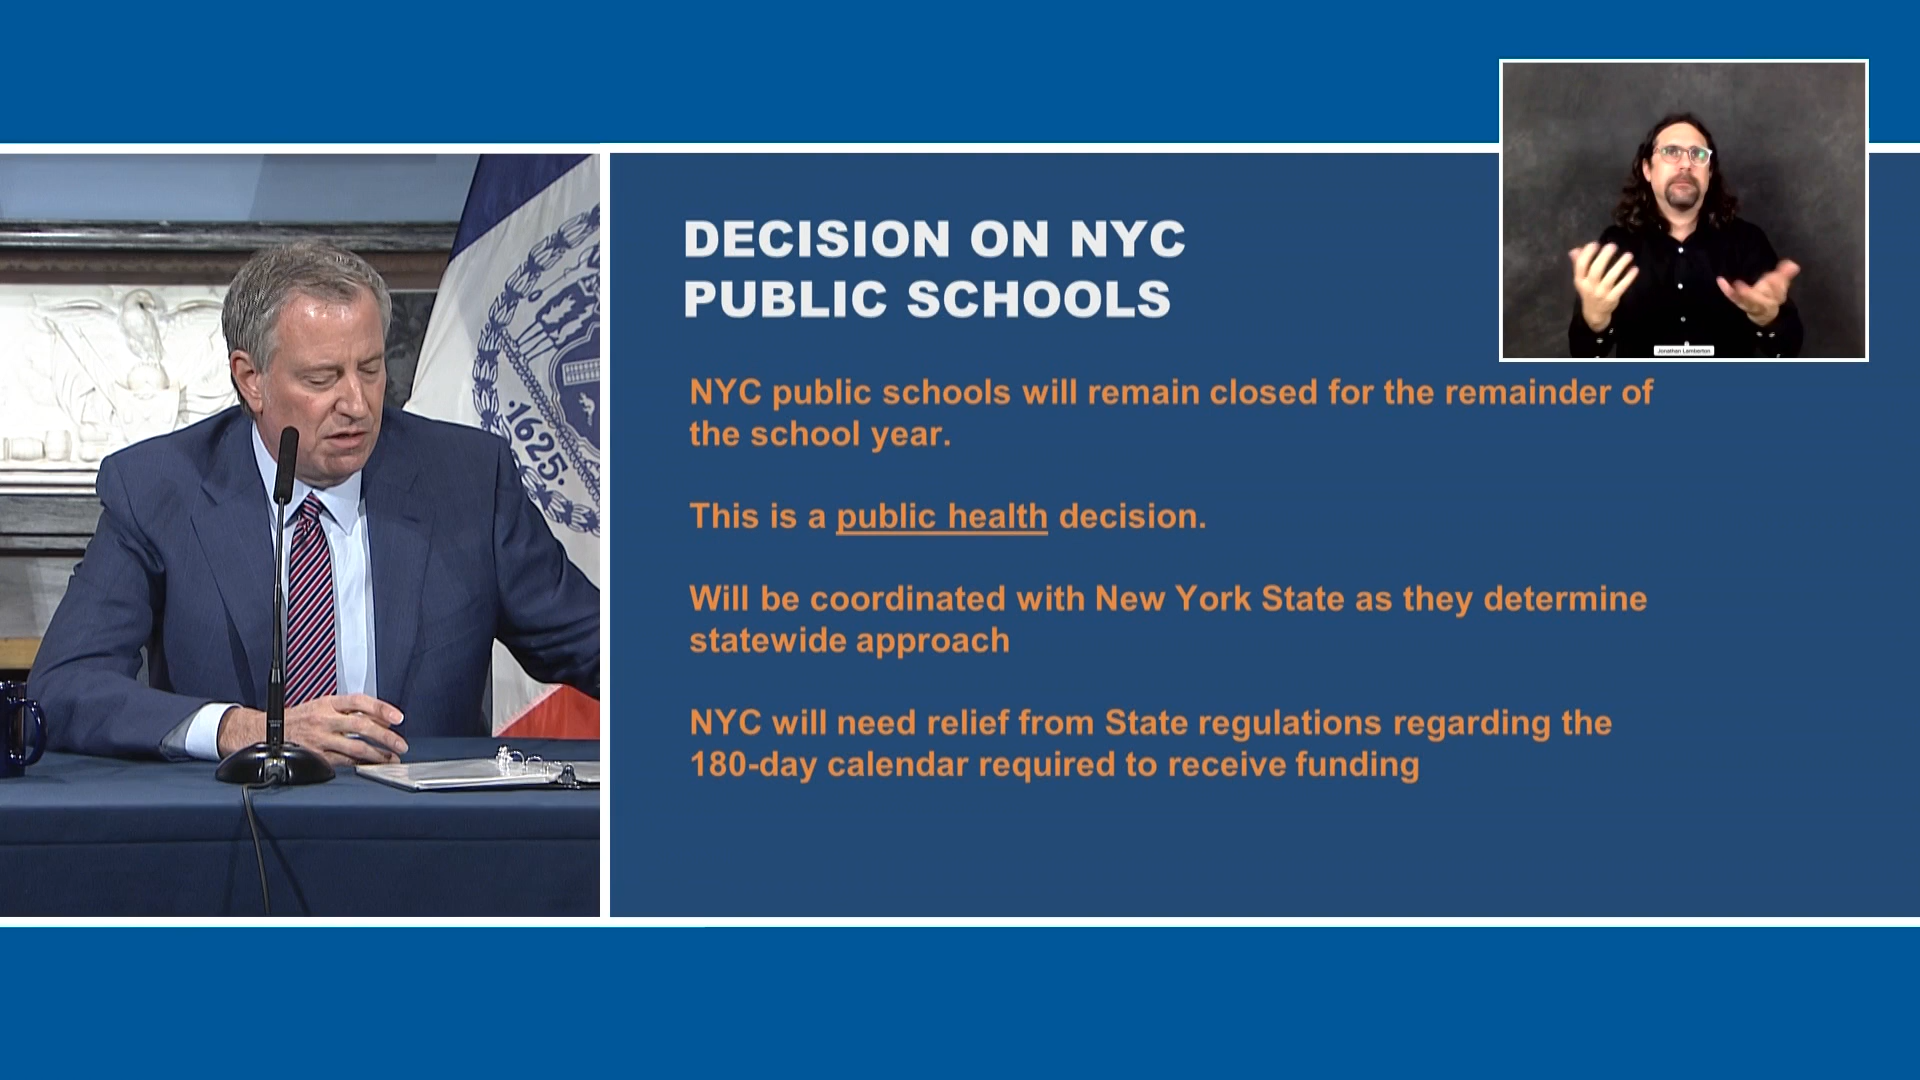 DECISION ON NYC
PUBLIC SCHOOLS
NYC public schools will remain closed for the remainder of
the school year.
This is a public health decision.
Will be coordinated with New York State as they determine
statewide approach
NYC will need relief from State regulations regarding the
180-day calendar required to receive funding
·1625·
Jonathan Lamberton